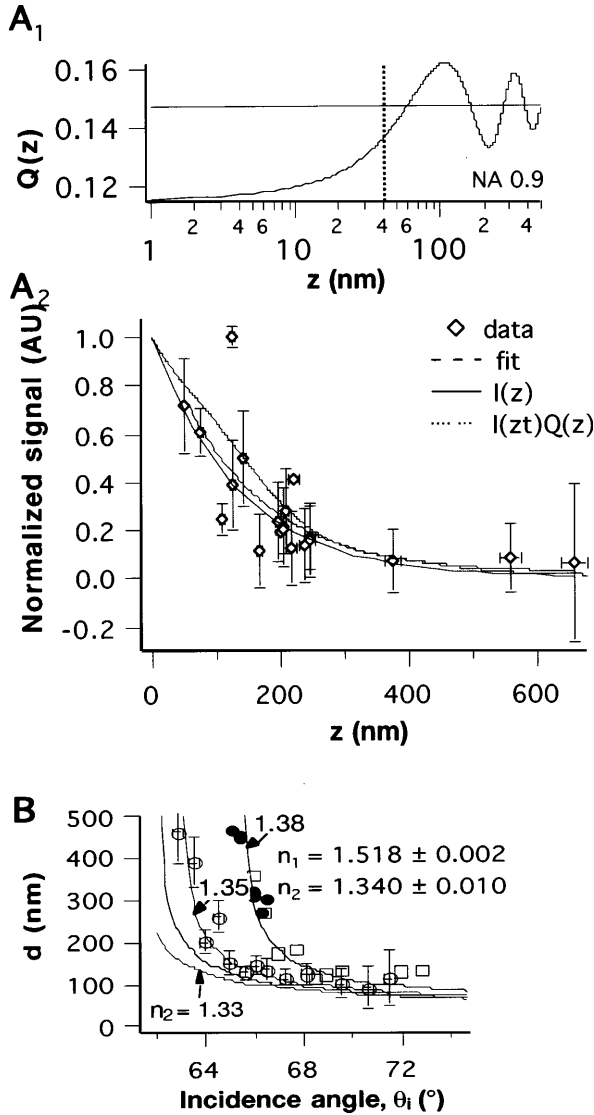 A1
0.16
0.14
0.12
Q(z)
NA 0.9
2 4 6 2 4 6 2 4
1 10 100
z (nm)
A2
Normalized signal (AU)
1.0
0.8
0.6
0.4
0.2
0.0
-0.2
data
fit
I(z)
I(zt)Q(z)
0 200 400 600
z (nm)
B
d (nm)
500
400
300
200
100
0
1.38
n1 = 1.518 ± 0.002
n2 = 1.340 ± 0.010
1.35
n2 = 1.33
64 68 72
Incidence angle, θi (°)